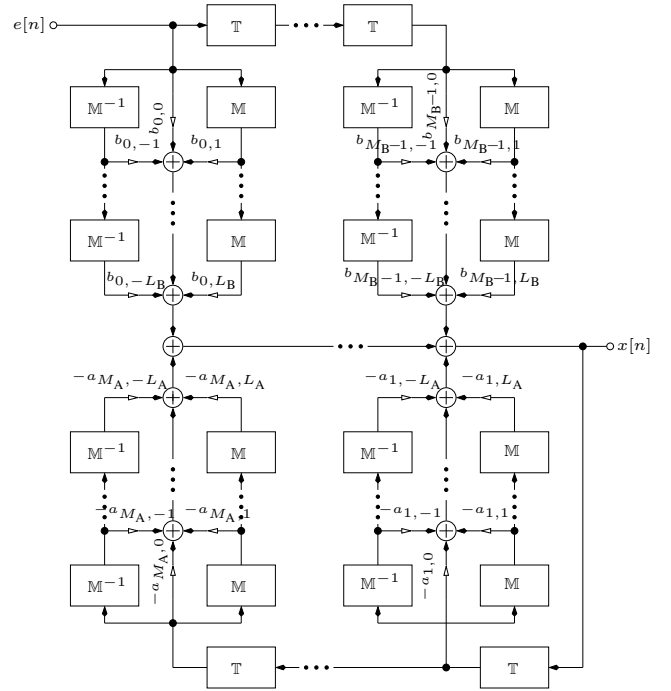 e[n] 𝕋 𝕋
𝕄⁻¹ b₀,₀ 𝕄 𝕄⁻¹ b_{M_B−1,0} 𝕄
b_{0,−1} b_{0,1} b_{M_B−1,−1} b_{M_B−1,1}
𝕄⁻¹ 𝕄 𝕄⁻¹ 𝕄
b_{0,−L_B} b_{0,L_B} b_{M_B−1,−L_B} b_{M_B−1,L_B}
x[n]
−a_{M_A,−L_A} −a_{M_A,L_A} −a_{1,−L_A} −a_{1,L_A}
𝕄⁻¹ 𝕄 𝕄⁻¹ 𝕄
−a_{M_A,−1} −a_{M_A,1} −a_{1,−1} −a_{1,1}
𝕄⁻¹ −a_{M_A,0} 𝕄 𝕄⁻¹ −a_{1,0} 𝕄
𝕋 𝕋